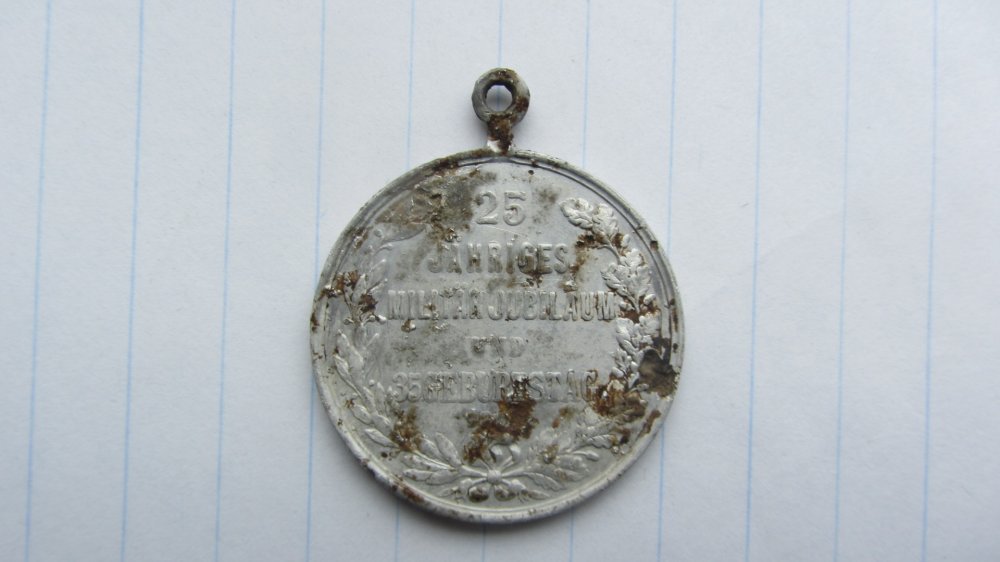 25
JÄHRIGES
MILITÄR JUBILÄUM
UND
35 GEBURTSTAG